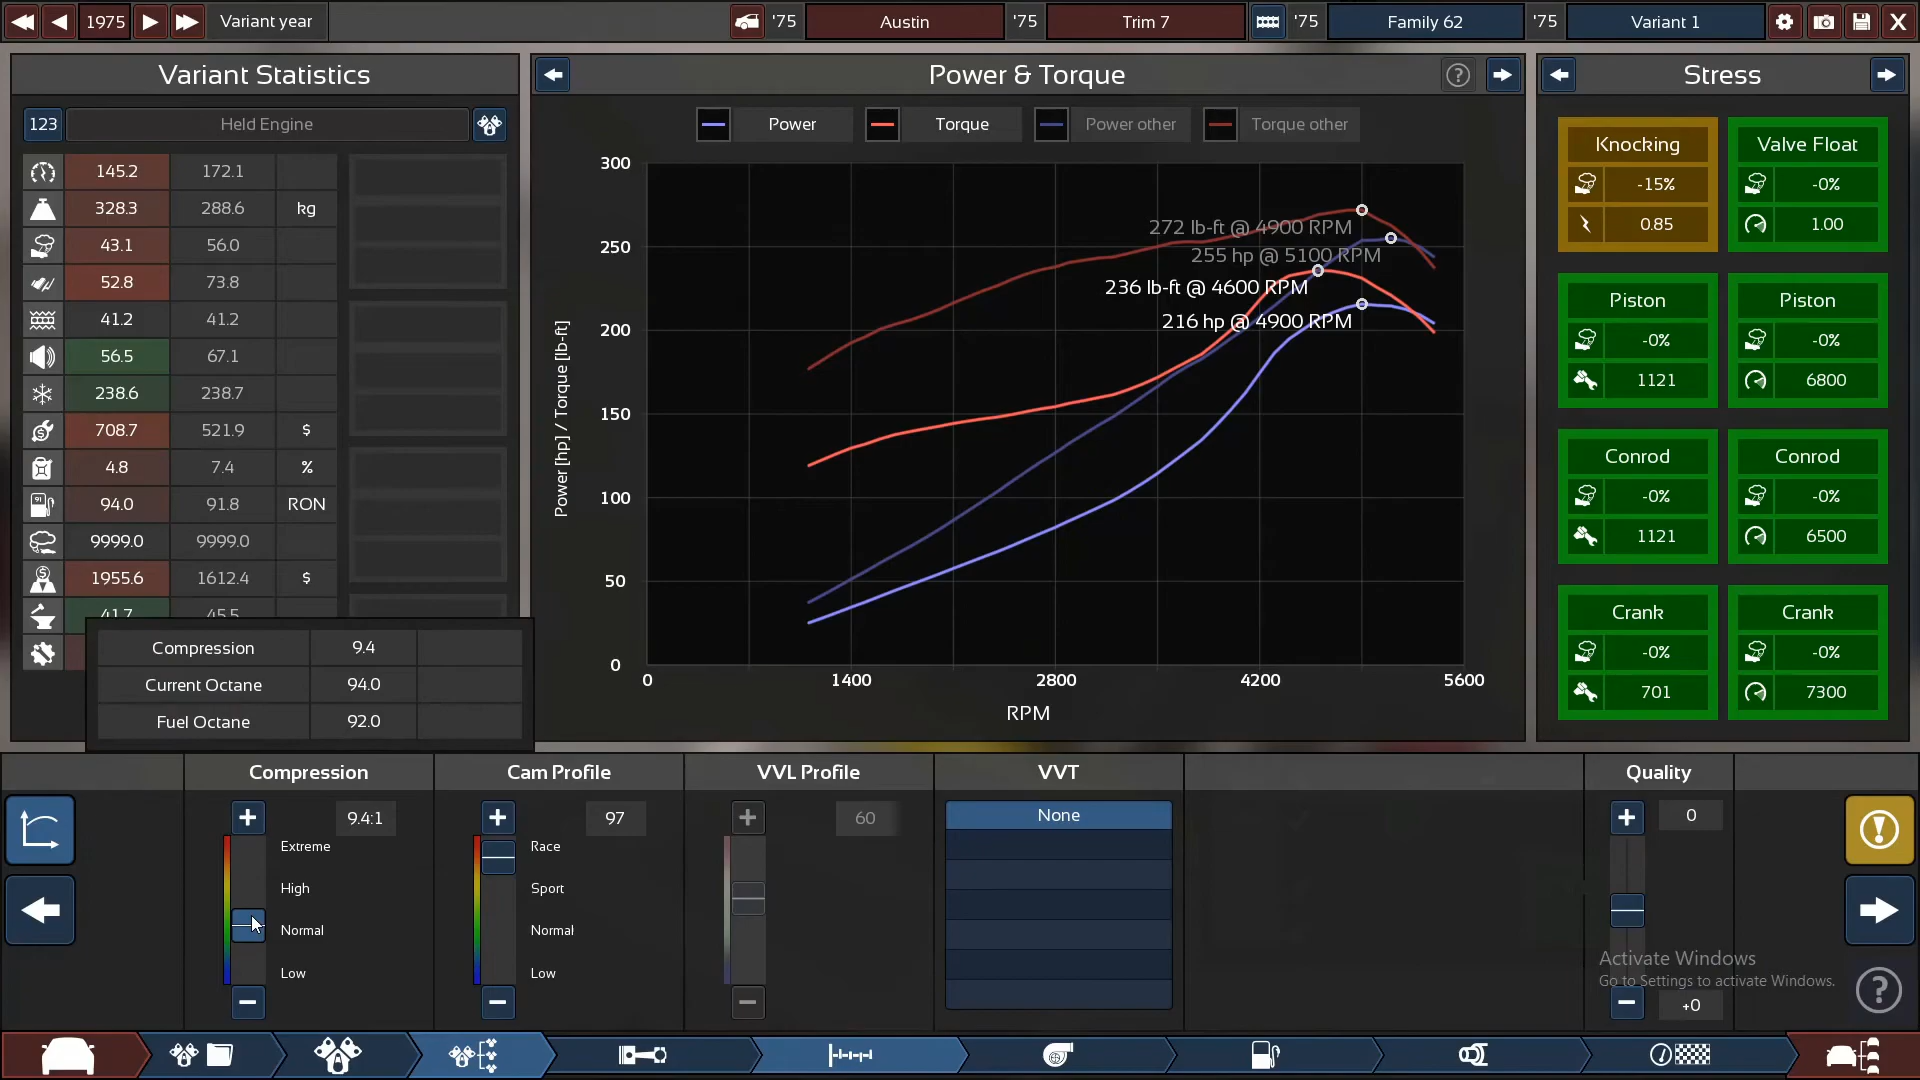 1975 Variant year '75 Austin '75 Trim 7 '75 Family 62 '75 Variant 1 X
Variant Statistics
123 Held Engine
145.2 172.1
328.3 288.6 kg
43.1 56.0
52.8 73.8
41.2 41.2
56.5 67.1
238.6 238.7
708.7 521.9 $
4.8 7.4 %
94.0 91.8 RON
9999.0 9999.0
1955.6 1612.4 $
41.7 45.5
Compression 9.4
Current Octane 94.0
Fuel Octane 92.0
Power & Torque ?
Power Torque Power other Torque other
300
250
200
150
100
50
0
Power [hp] / Torque [lb-ft]
272 lb-ft @ 4900 RPM
255 hp @ 5100 RPM
236 lb-ft @ 4600 RPM
216 hp @ 4900 RPM
0 1400 2800 4200 5600
RPM
Stress
Knocking Valve Float
-15% -0%
0.85 1.00
Piston Piston
-0% -0%
1121 6800
Conrod Conrod
-0% -0%
1121 6500
Crank Crank
-0% -0%
701 7300
Compression Cam Profile VVL Profile VVT Quality
+ 9.4:1 + 97 + 60 None + 0
Extreme Race
High Sport
Normal Normal
Low Low
Activate Windows
Go to Settings to activate Windows.
+0
?